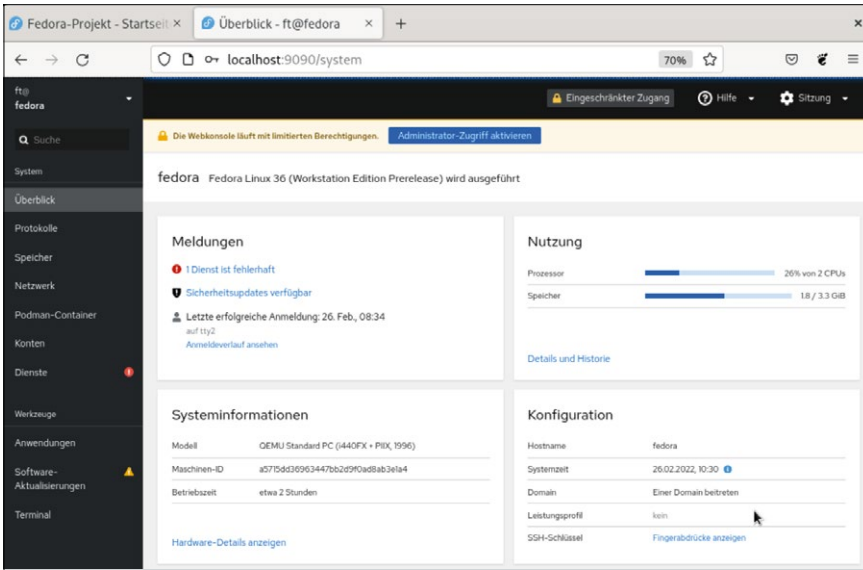 Fedora-Projekt - Startseit
Überblick - ft@fedora
localhost:9090/system
70%
ft@
fedora
Eingeschränkter Zugang
Hilfe
Sitzung
Suche
Die Webkonsole läuft mit limitierten Berechtigungen.
Administrator-Zugriff aktivieren
System
fedora Fedora Linux 36 (Workstation Edition Prerelease) wird ausgeführt
Überblick
Protokolle
Speicher
Netzwerk
Podman-Container
Konten
Dienste
Werkzeuge
Anwendungen
Software-
Aktualisierungen
Terminal
Meldungen
1 Dienst ist fehlerhaft
Sicherheitsupdates verfügbar
Letzte erfolgreiche Anmeldung: 26. Feb., 08:34
auf tty2
Anmeldeverlauf ansehen
Nutzung
Prozessor 26% von 2 CPUs
Speicher 1.8 / 3.3 GiB
Details und Historie
Systeminformationen
Modell QEMU Standard PC (i440FX + PIIX, 1996)
Maschinen-ID a5715dd36963447bb2d9f0ad8ab3e1a4
Betriebszeit etwa 2 Stunden
Hardware-Details anzeigen
Konfiguration
Hostname fedora
Systemzeit 26.02.2022, 10:30
Domain Einer Domain beitreten
Leistungsprofil kein
SSH-Schlüssel Fingerabdrücke anzeigen